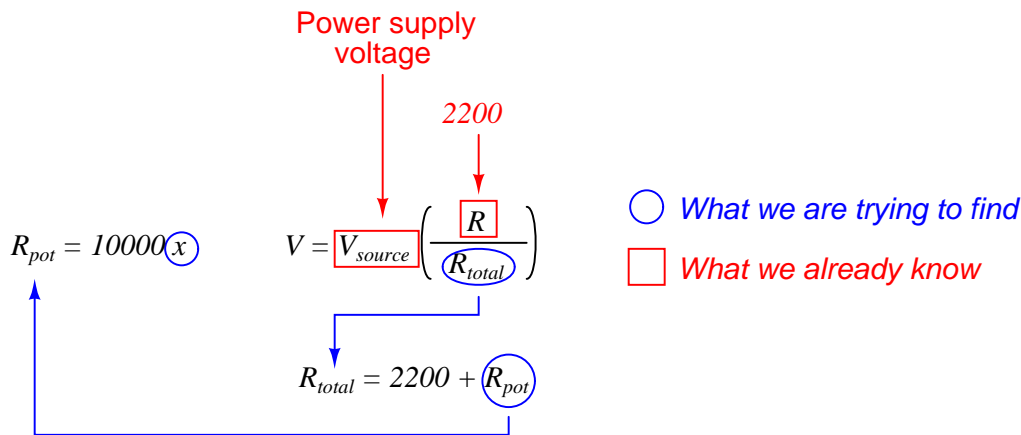 Power supply
voltage
2200
R_pot = 10000x
V = V_source ( R / R_total )
What we are trying to find
What we already know
R_total = 2200 + R_pot